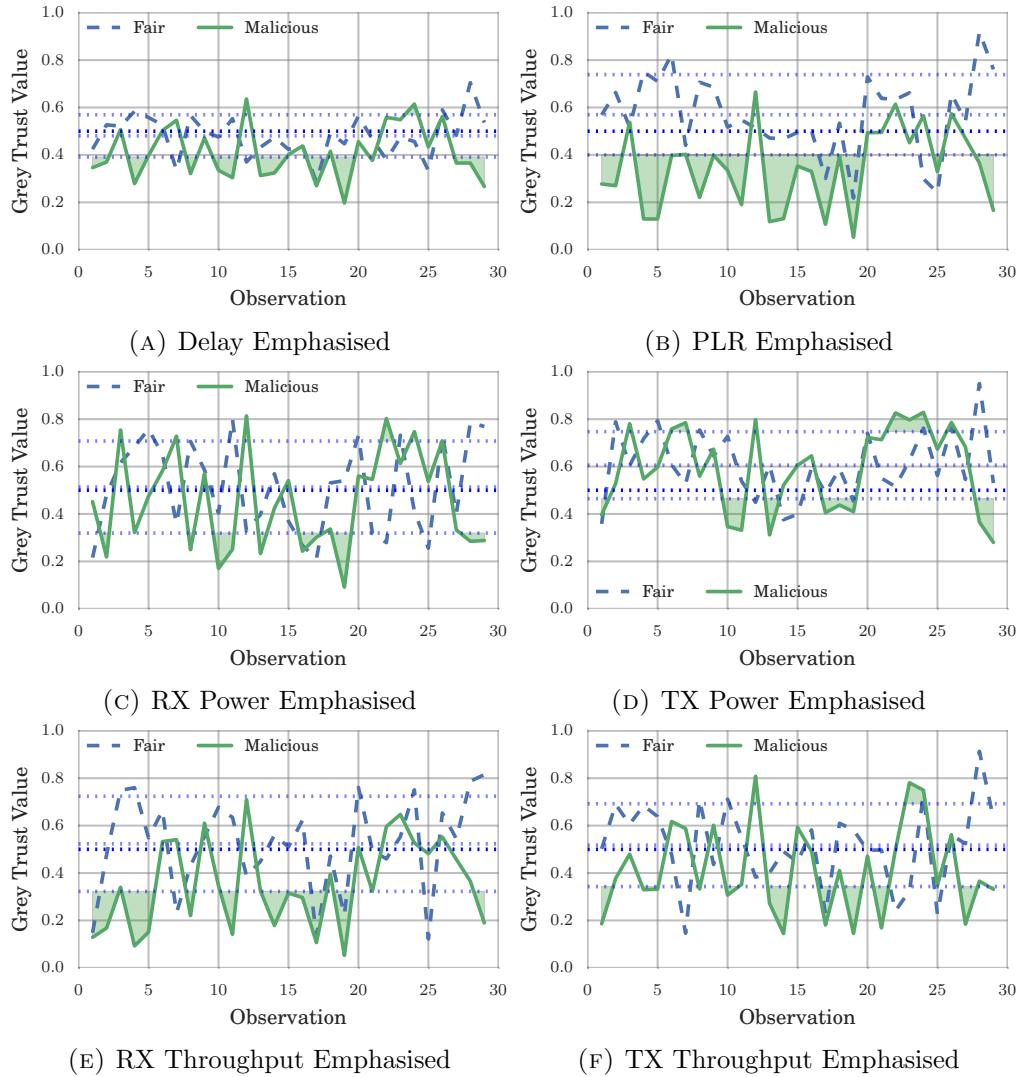 1.0
Fair Malicious
0.8
0.6
0.4
0.2
0.0
0 5 10 15 20 25 30
Grey Trust Value
Observation
(A) Delay Emphasised
1.0
Fair Malicious
0.8
0.6
0.4
0.2
0.0
0 5 10 15 20 25 30
Grey Trust Value
Observation
(B) PLR Emphasised
1.0
Fair Malicious
0.8
0.6
0.4
0.2
0.0
0 5 10 15 20 25 30
Grey Trust Value
Observation
(C) RX Power Emphasised
1.0
0.8
0.6
0.4
0.2
Fair Malicious
0.0
0 5 10 15 20 25 30
Grey Trust Value
Observation
(D) TX Power Emphasised
1.0
Fair Malicious
0.8
0.6
0.4
0.2
0.0
0 5 10 15 20 25 30
Grey Trust Value
Observation
(E) RX Throughput Emphasised
1.0
Fair Malicious
0.8
0.6
0.4
0.2
0.0
0 5 10 15 20 25 30
Grey Trust Value
Observation
(F) TX Throughput Emphasised